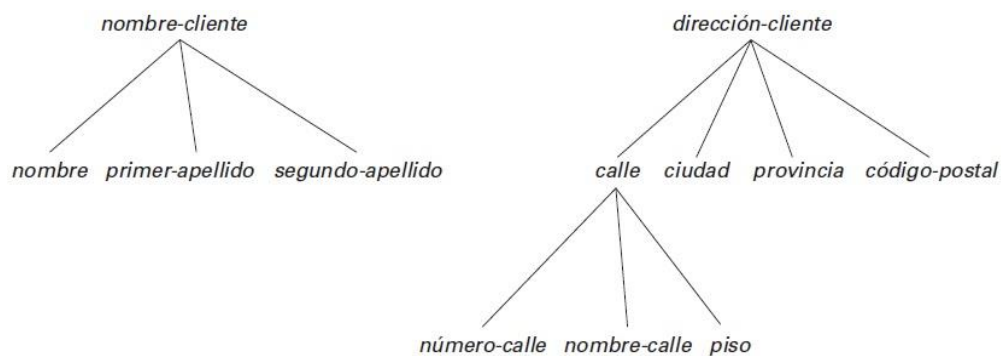 nombre-cliente
dirección-cliente
nombre primer-apellido segundo-apellido
calle ciudad provincia código-postal
número-calle nombre-calle piso